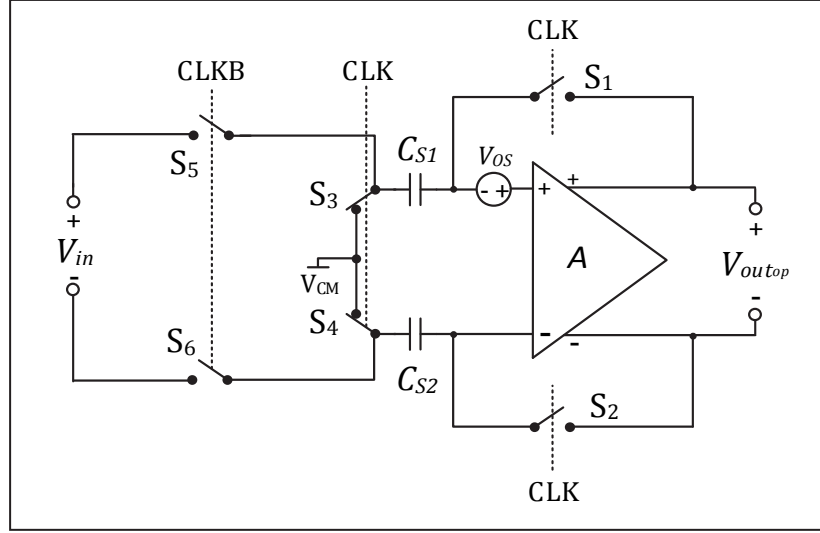 CLK
CLKB
CLK
S1
S5
CS1
VOS
- +
+
+
S3
+
Vin
-
VCM
A
+
Voutop
-
S4
-
-
S6
CS2
S2
CLK